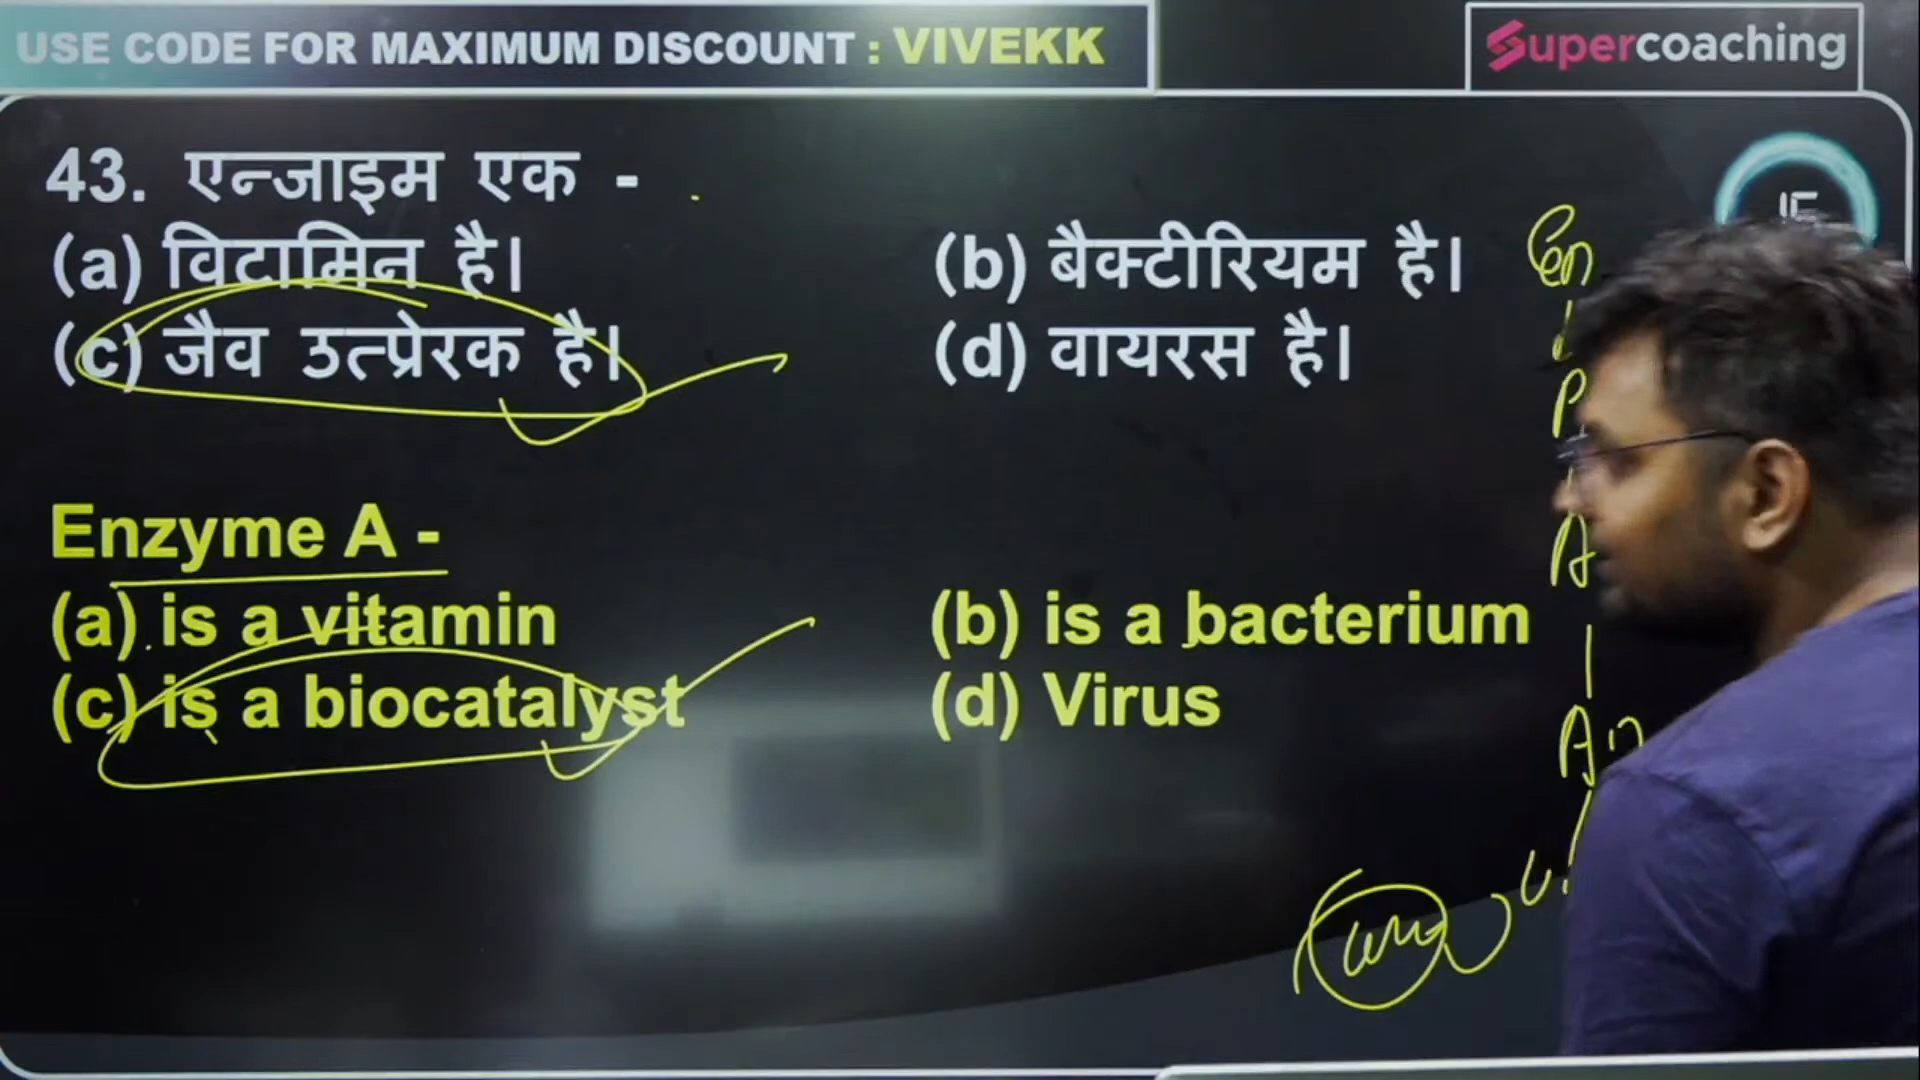 USE CODE FOR MAXIMUM DISCOUNT : VIVEKK
Supercoaching
43. एन्जाइम एक -
(a) विटामिन है। (b) बैक्टीरियम है।
(c) जैव उत्प्रेरक है। (d) वायरस है।
Enzyme A -
(a) is a vitamin (b) is a bacterium
(c) is a biocatalyst (d) Virus
P
A
An